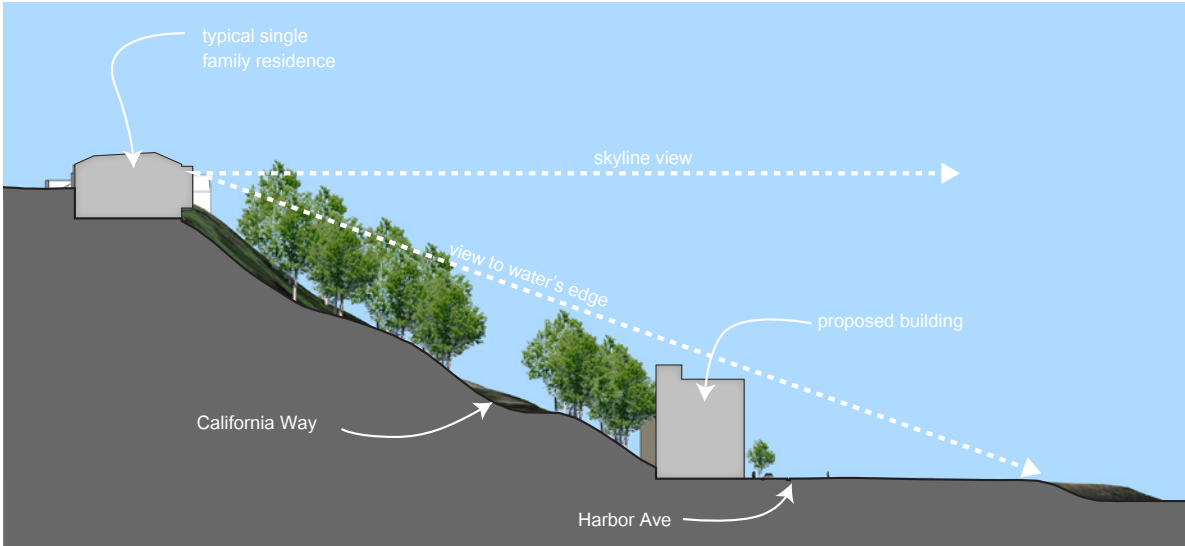 typical single
family residence
skyline view
view to water's edge
proposed building
California Way
Harbor Ave